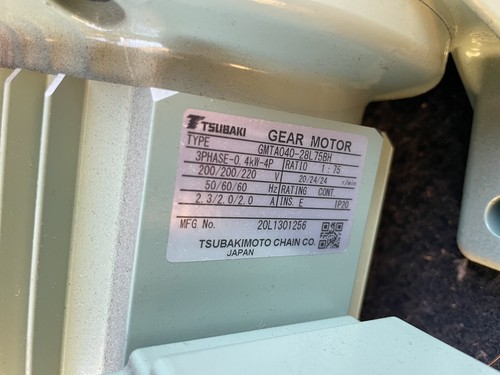 TSUBAKI GEAR MOTOR
TYPE GMTA040-28L75BH
3PHASE-0.4kW-4P RATIO 1:75
200/200/220 V 20/24/24 r/min
50/60/60 Hz RATING CONT.
2.3/2.0/2.0 A INS. E IP20
MFG No. 20L1301256
TSUBAKIMOTO CHAIN CO.
JAPAN